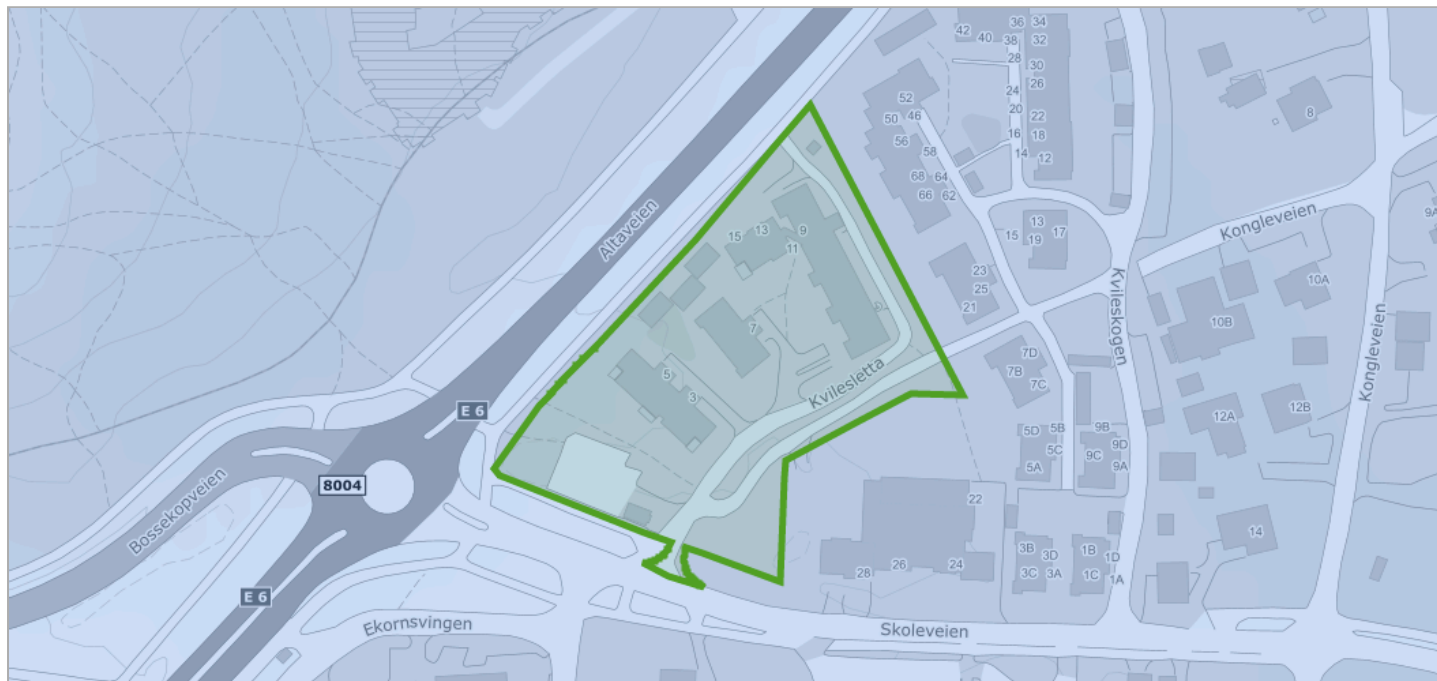 36 34
42 40 38 32
28
30
26
24
20
22
16 18
14 12
52
50 46
56
58
68 64
66 62
8
Kongleveien
9A
13
15 19 17
23
25
21
Kvileskogen
10A
10B
Kongleveien
Altaveien
15 13 9
11
7
5
3
Kvilesletta
7D
7B
7C
5D 5B 9B
5C 9C 9D
5A 9A
12A 12B
E 6
8004
Bossekopveien
E 6
22
28 26 24
3B 3D 1B 1D
3C 3A 1C 1A
14
Ekornsvingen
Skoleveien